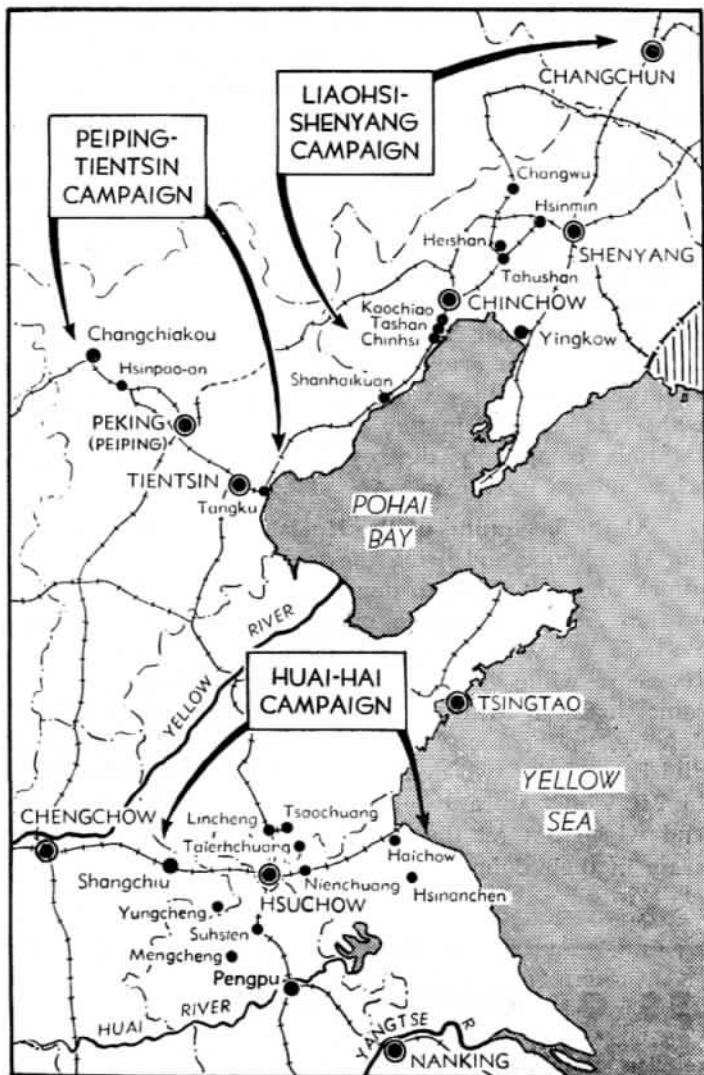 CHANGCHUN
LIAOHSI-
SHENYANG
CAMPAIGN
PEIPING-
TIENTSIN
CAMPAIGN
Changwu
Hsinmin
Heishan
SHENYANG
Tahushan
CHINCHOW
Kaochiao
Tashan
Chinhsi
Yingkow
Changchiakou
Hsinpao-an
Shanhaikuan
PEKING
(PEIPING)
TIENTSIN
Tangku
POHAI
BAY
YELLOW RIVER
HUAI-HAI
CAMPAIGN
TSINGTAO
YELLOW
SEA
CHENGCHOW
Lincheng
Tsaochuang
Taierhchuang
Haichow
Shangchiu
Nienchuang
Hsinanchen
HSUCHOW
Yungcheng
Suhsien
Mengcheng
Pengpu
HUAI RIVER
YANGTSE R.
NANKING